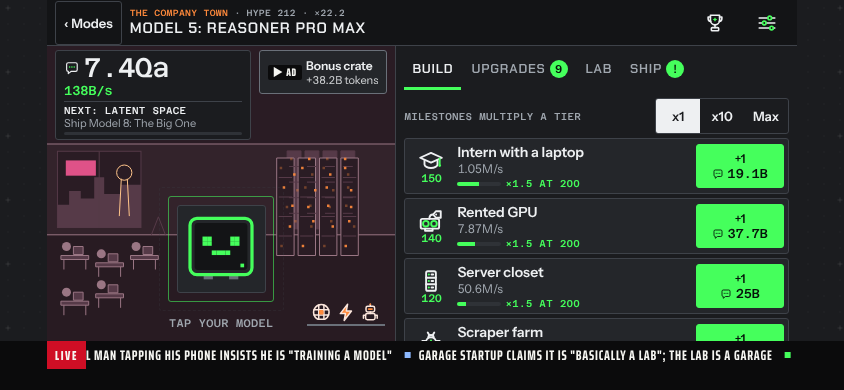 ‹ Modes
THE COMPANY TOWN · HYPE 212 · ×22.2
MODEL 5: REASONER PRO MAX
7.4Qa
138B/s
NEXT: LATENT SPACE
Ship Model 8: The Big One
AD
Bonus crate
+38.2B tokens
TAP YOUR MODEL
BUILD
UPGRADES 9
LAB
SHIP !
MILESTONES MULTIPLY A TIER
x1
x10
Max
150
Intern with a laptop
1.05M/s
×1.5 AT 200
+1
19.1B
140
Rented GPU
7.87M/s
×1.5 AT 200
+1
37.7B
120
Server closet
50.6M/s
×1.5 AT 200
+1
25B
Scraper farm
+1
LIVE
L MAN TAPPING HIS PHONE INSISTS HE IS "TRAINING A MODEL"
GARAGE STARTUP CLAIMS IT IS "BASICALLY A LAB"; THE LAB IS A GARAGE